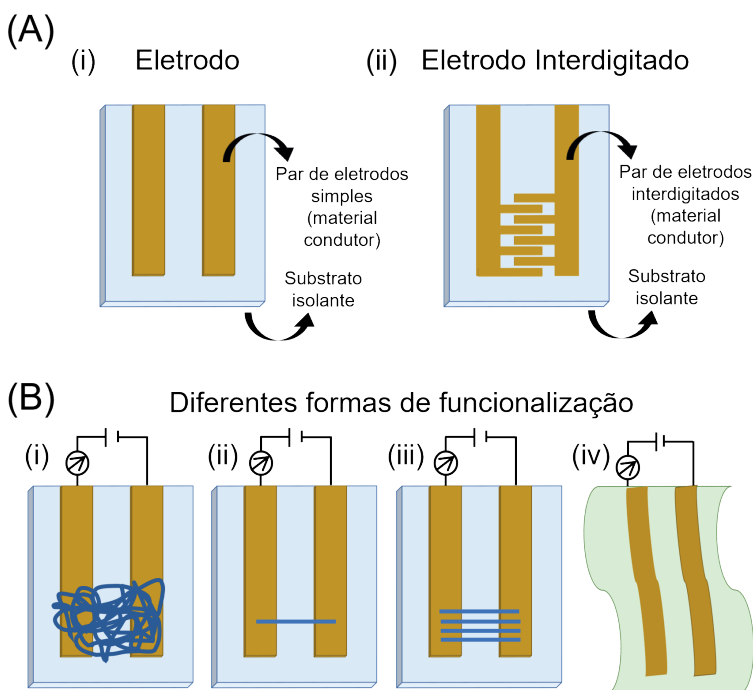 (A)
(i) Eletrodo
(ii) Eletrodo Interdigitado
Par de eletrodos
simples
(material
condutor)
Substrato
isolante
Par de eletrodos
interdigitados
(material
condutor)
Substrato
isolante
(B)
Diferentes formas de funcionalização
(i)
(ii)
(iii)
(iv)